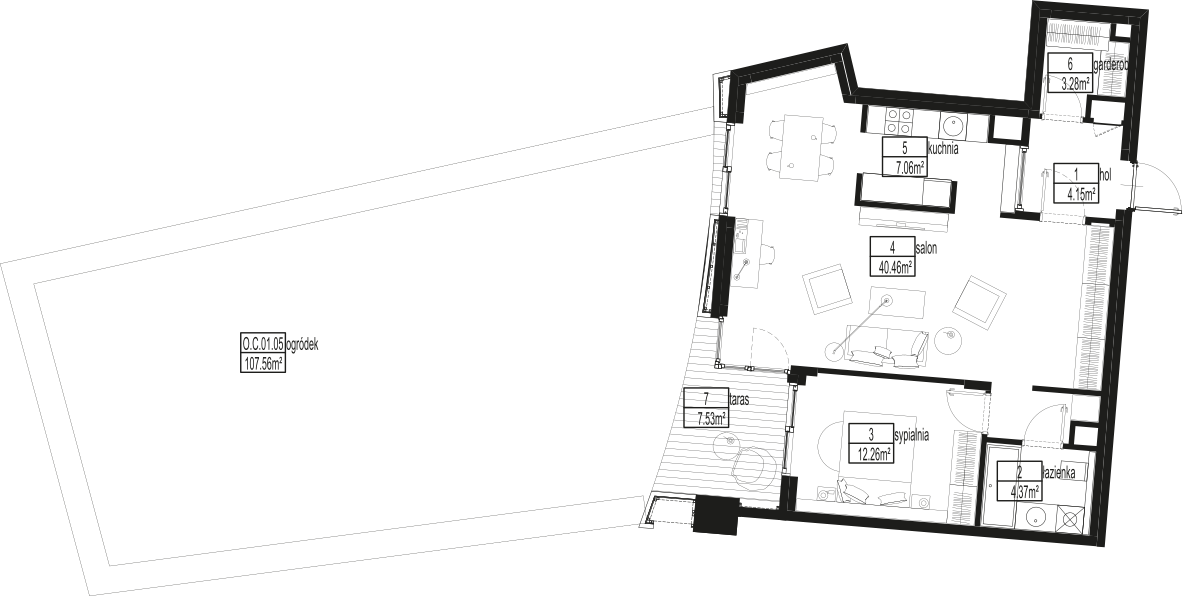 6 garderob
3.28m²
5 kuchnia
7.06m²
1 hol
4.15m²
4 salon
40.46m²
O.C.01.05 ogródek
107.56m²
7 taras
7.53m²
3 sypialnia
12.26m²
2 łazienka
4.37m²